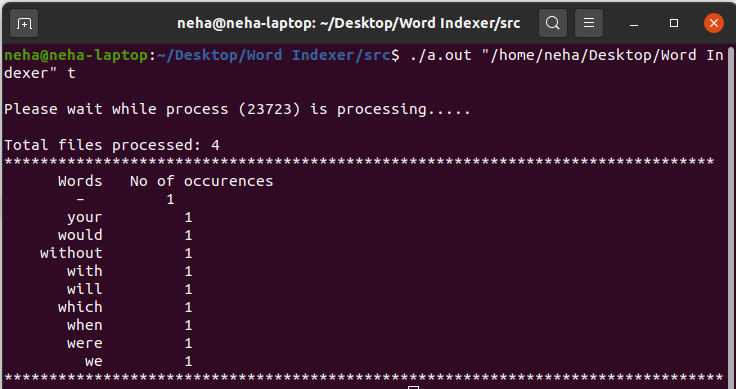 neha@neha-laptop: ~/Desktop/Word Indexer/src
neha@neha-laptop:~/Desktop/Word Indexer/src$ ./a.out "/home/neha/Desktop/Word In
dexer" t
Please wait while process (23723) is processing.....
Total files processed: 4
*******************************************************************************
Words No of occurences
– 1
your 1
would 1
without 1
with 1
will 1
which 1
when 1
were 1
we 1
********************************************************************************